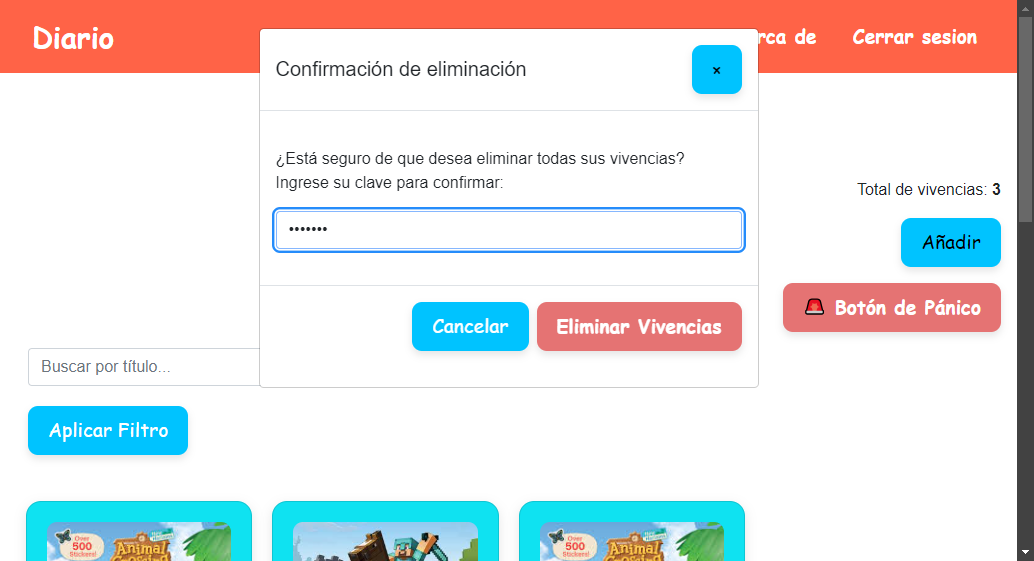 Diario
rca de
Cerrar sesion
Confirmación de eliminación
×
¿Está seguro de que desea eliminar todas sus vivencias?
Ingrese su clave para confirmar:
•••••••
Total de vivencias: 3
Añadir
🚨 Botón de Pánico
Cancelar
Eliminar Vivencias
Buscar por título...
Aplicar Filtro
Over
500
Stickers!
Animal
Crossing
Over
500
Stickers!
Animal
Crossing